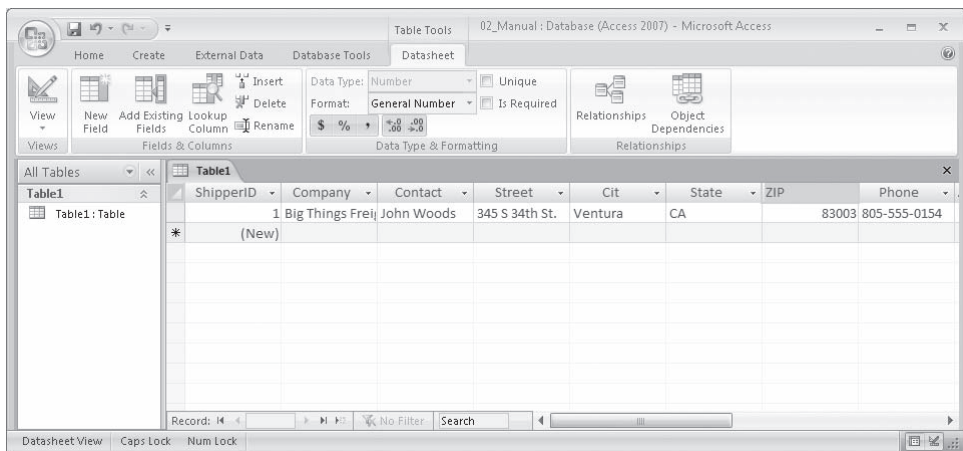 Table Tools
02_Manual : Database (Access 2007) - Microsoft Access
Home Create External Data Database Tools Datasheet
View
New Field
Add Existing Fields
Lookup Column
Insert
Delete
Rename
Data Type: Number
Format: General Number
$ % , .0 .00 .00 .0
Unique
Is Required
Relationships
Object Dependencies
Views Fields & Columns Data Type & Formatting Relationships
All Tables
Table1
Table1 : Table
Table1
ShipperID Company Contact Street Cit State ZIP Phone
1 Big Things Frei John Woods 345 S 34th St. Ventura CA 83003 805-555-0154
* (New)
Record: No Filter Search
Datasheet View Caps Lock Num Lock